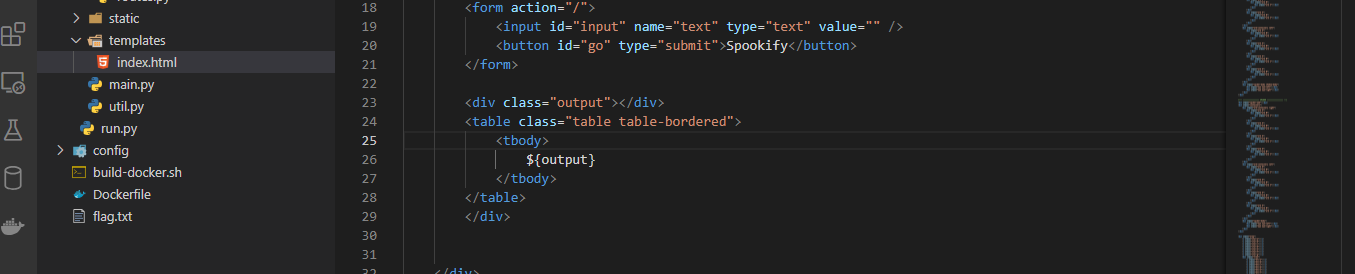 static
templates
index.html
main.py
util.py
run.py
config
build-docker.sh
Dockerfile
flag.txt
18 <form action="/">
19 <input id="input" name="text" type="text" value="" />
20 <button id="go" type="submit">Spookify</button>
21 </form>
22
23 <div class="output"></div>
24 <table class="table table-bordered">
25 <tbody>
26 ${output}
27 </tbody>
28 </table>
29 </div>
30
31
32 </div>